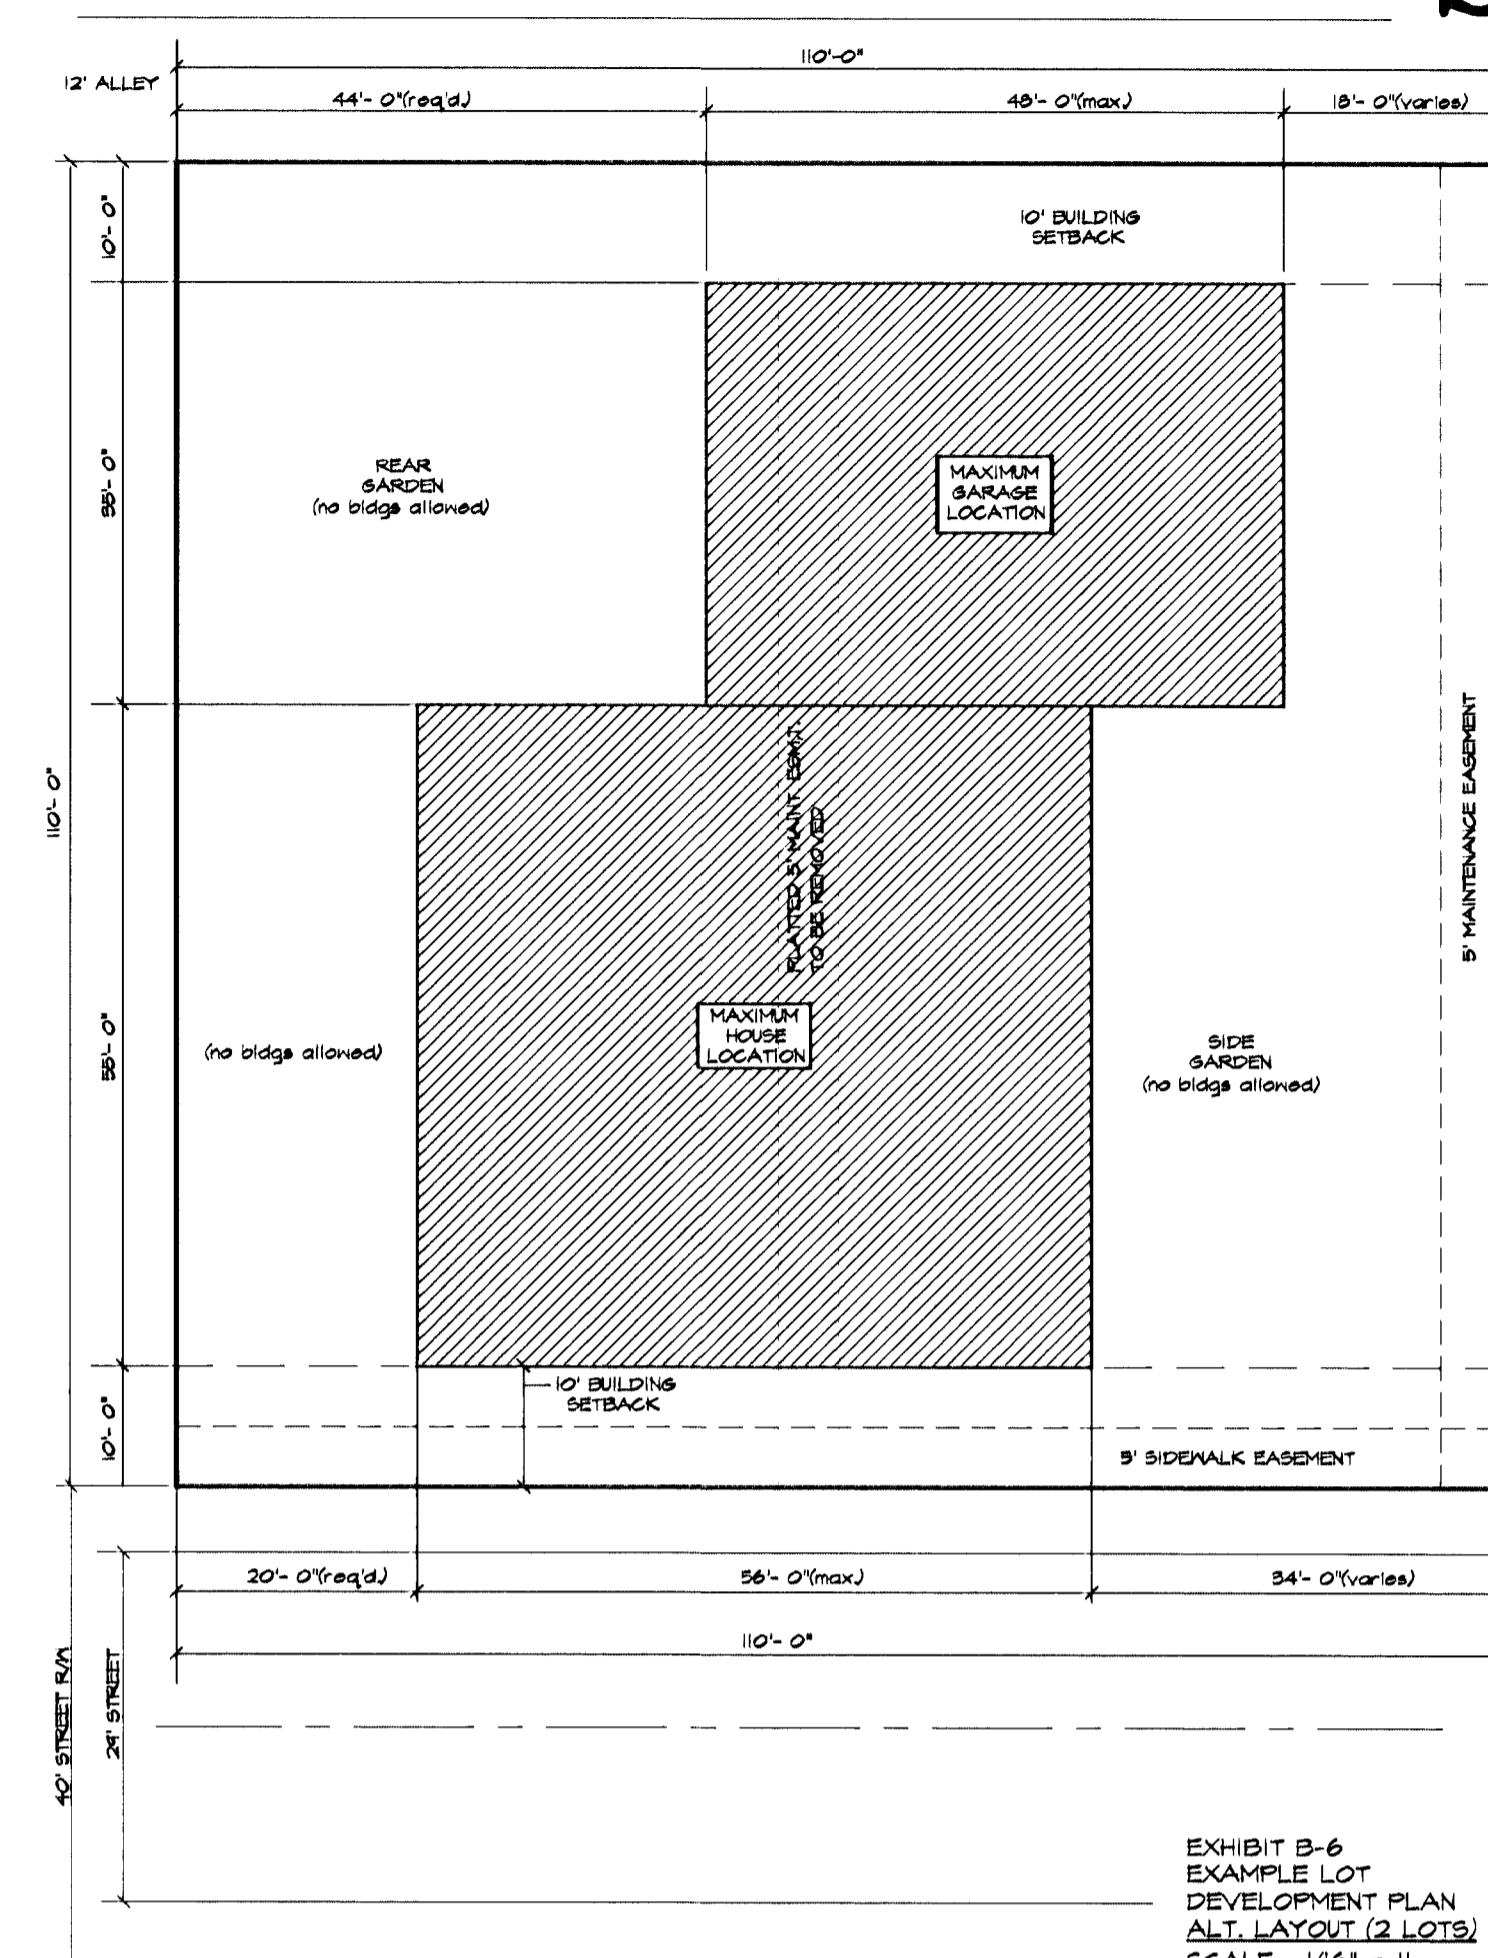 110'-0"
12' ALLEY
44'-0"(req'd.)
48'-0"(max.)
18'-0"(varies)
10'-0"
10' BUILDING
SETBACK
35'-0"
REAR
GARDEN
(no bldgs allowed)
MAXIMUM
GARAGE
LOCATION
110'-0"
PLATTED 5' MAINT. ESMT.
TO BE REMOVED
5' MAINTENANCE EASEMENT
55'-0"
(no bldgs allowed)
MAXIMUM
HOUSE
LOCATION
SIDE
GARDEN
(no bldgs allowed)
10'-0"
10' BUILDING
SETBACK
5' SIDEWALK EASEMENT
20'-0"(req'd.)
56'-0"(max.)
34'-0"(varies)
110'-0"
40' STREET R/W
29' STREET
EXHIBIT B-6
EXAMPLE LOT
DEVELOPMENT PLAN
ALT. LAYOUT (2 LOTS)
SCALE